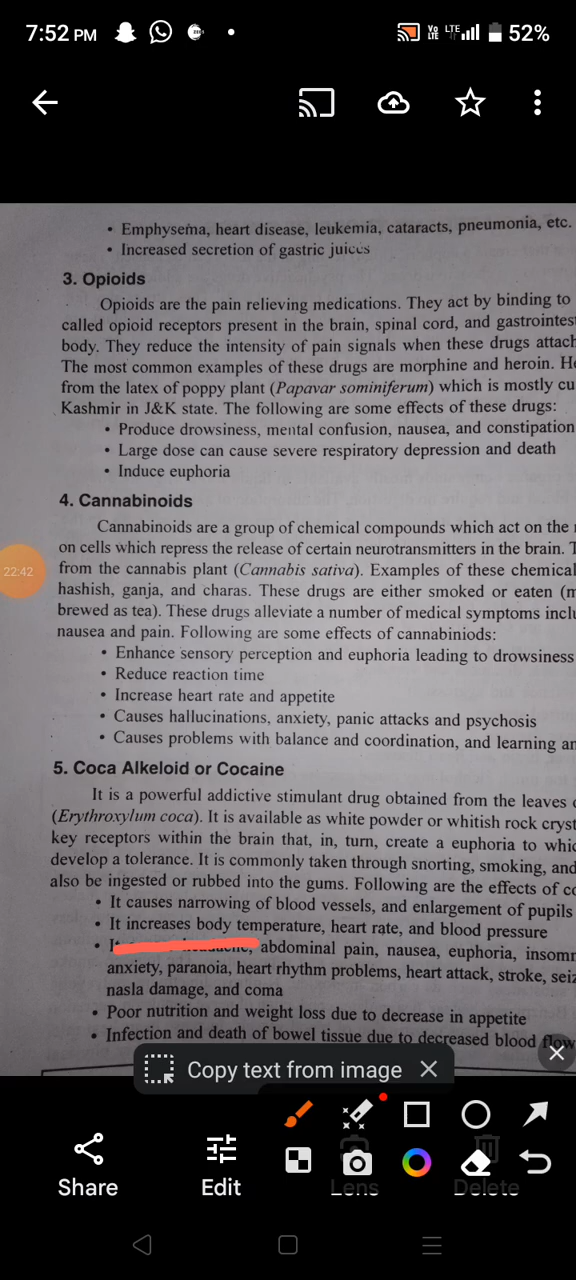 7:52 PM
Vo LTE LTE 52%
Emphysema, heart disease, leukemia, cataracts, pneumonia, etc.
• Increased secretion of gastric juices
3. Opioids
Opioids are the pain relieving medications. They act by binding to
called opioid receptors present in the brain, spinal cord, and gastrointest
body. They reduce the intensity of pain signals when these drugs attach
The most common examples of these drugs are morphine and heroin. He
from the latex of poppy plant (Papavar sominiferum) which is mostly cu
Kashmir in J&K state. The following are some effects of these drugs:
• Produce drowsiness, mental confusion, nausea, and constipation
• Large dose can cause severe respiratory depression and death
• Induce euphoria
4. Cannabinoids
Cannabinoids are a group of chemical compounds which act on the
on cells which repress the release of certain neurotransmitters in the brain. T
22:42
from the cannabis plant (Cannabis sativa). Examples of these chemical
hashish, ganja, and charas. These drugs are either smoked or eaten (m
brewed as tea). These drugs alleviate a number of medical symptoms inclu
nausea and pain. Following are some effects of cannabiniods:
• Enhance sensory perception and euphoria leading to drowsiness
• Reduce reaction time
• Increase heart rate and appetite
• Causes hallucinations, anxiety, panic attacks and psychosis
• Causes problems with balance and coordination, and learning an
5. Coca Alkeloid or Cocaine
It is a powerful addictive stimulant drug obtained from the leaves
(Erythroxylum coca). It is available as white powder or whitish rock cryst
key receptors within the brain that, in, turn, create a euphoria to whic
develop a tolerance. It is commonly taken through snorting, smoking, and
also be ingested or rubbed into the gums. Following are the effects of co
• It causes narrowing of blood vessels, and enlargement of pupils
• It increases body temperature, heart rate, and blood pressure
• It abdominal pain, nausea, euphoria, insomn
anxiety, paranoia, heart rhythm problems, heart attack, stroke, seiz
nasla damage, and coma
• Poor nutrition and weight loss due to decrease in appetite
• Infection and death of bowel tissue due to decreased blood flow
Copy text from image
Share Edit Lens Delete